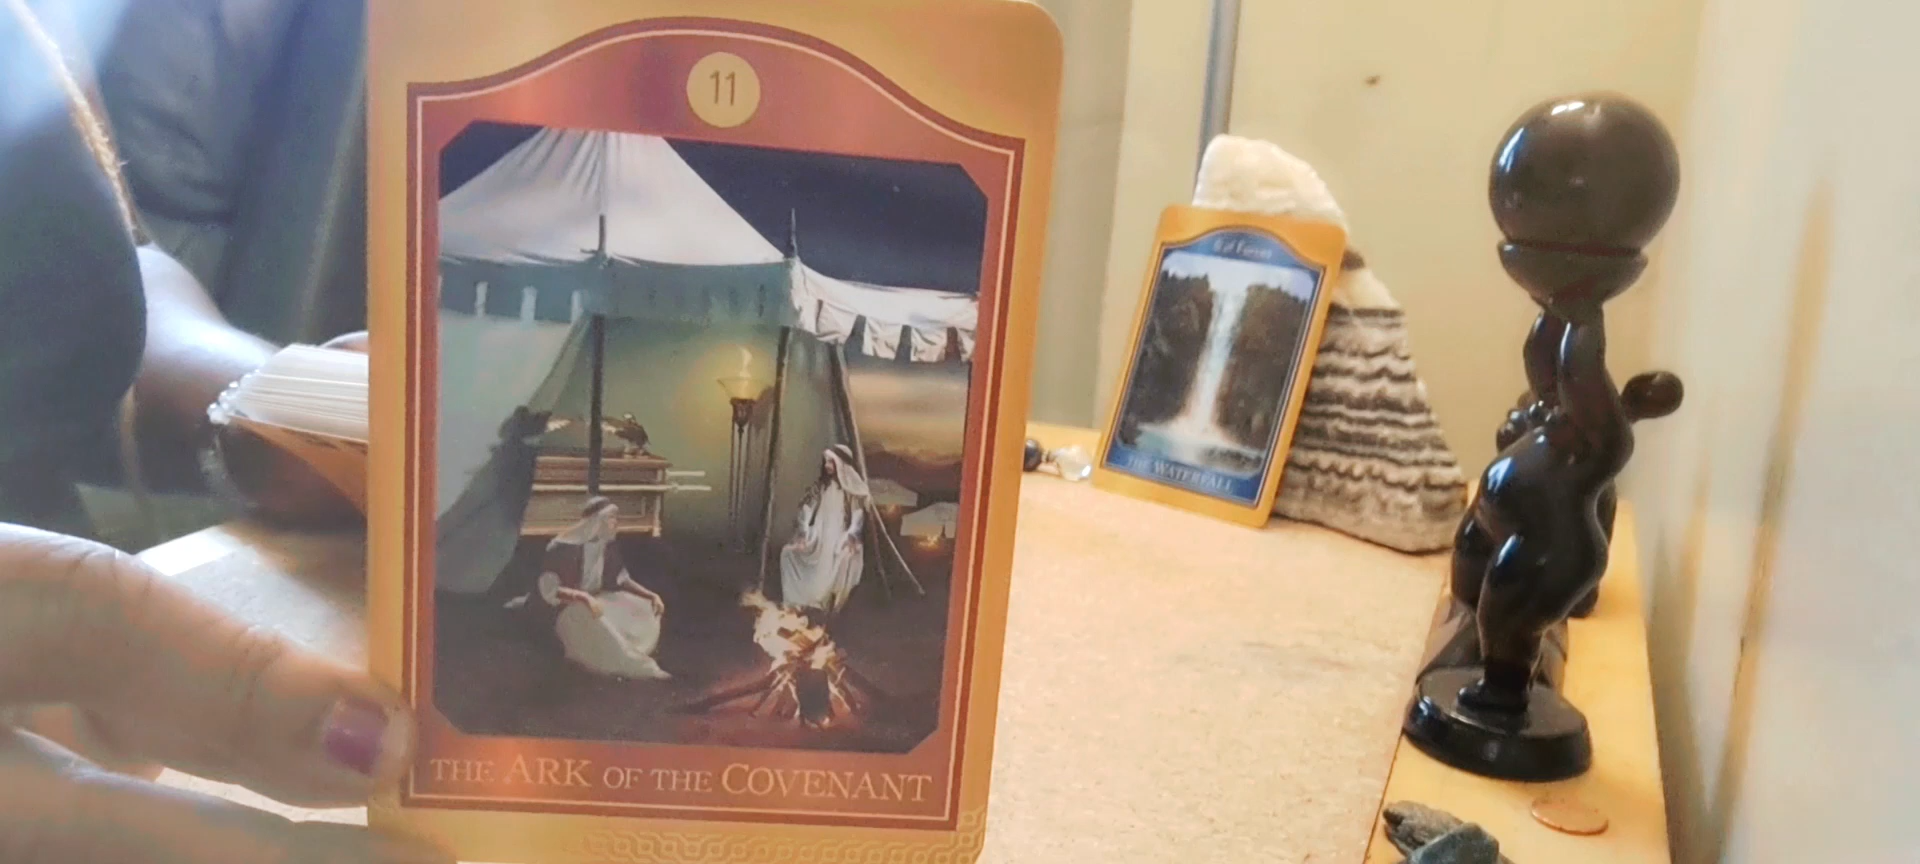 11
THE ARK OF THE COVENANT
THE WATERFALL